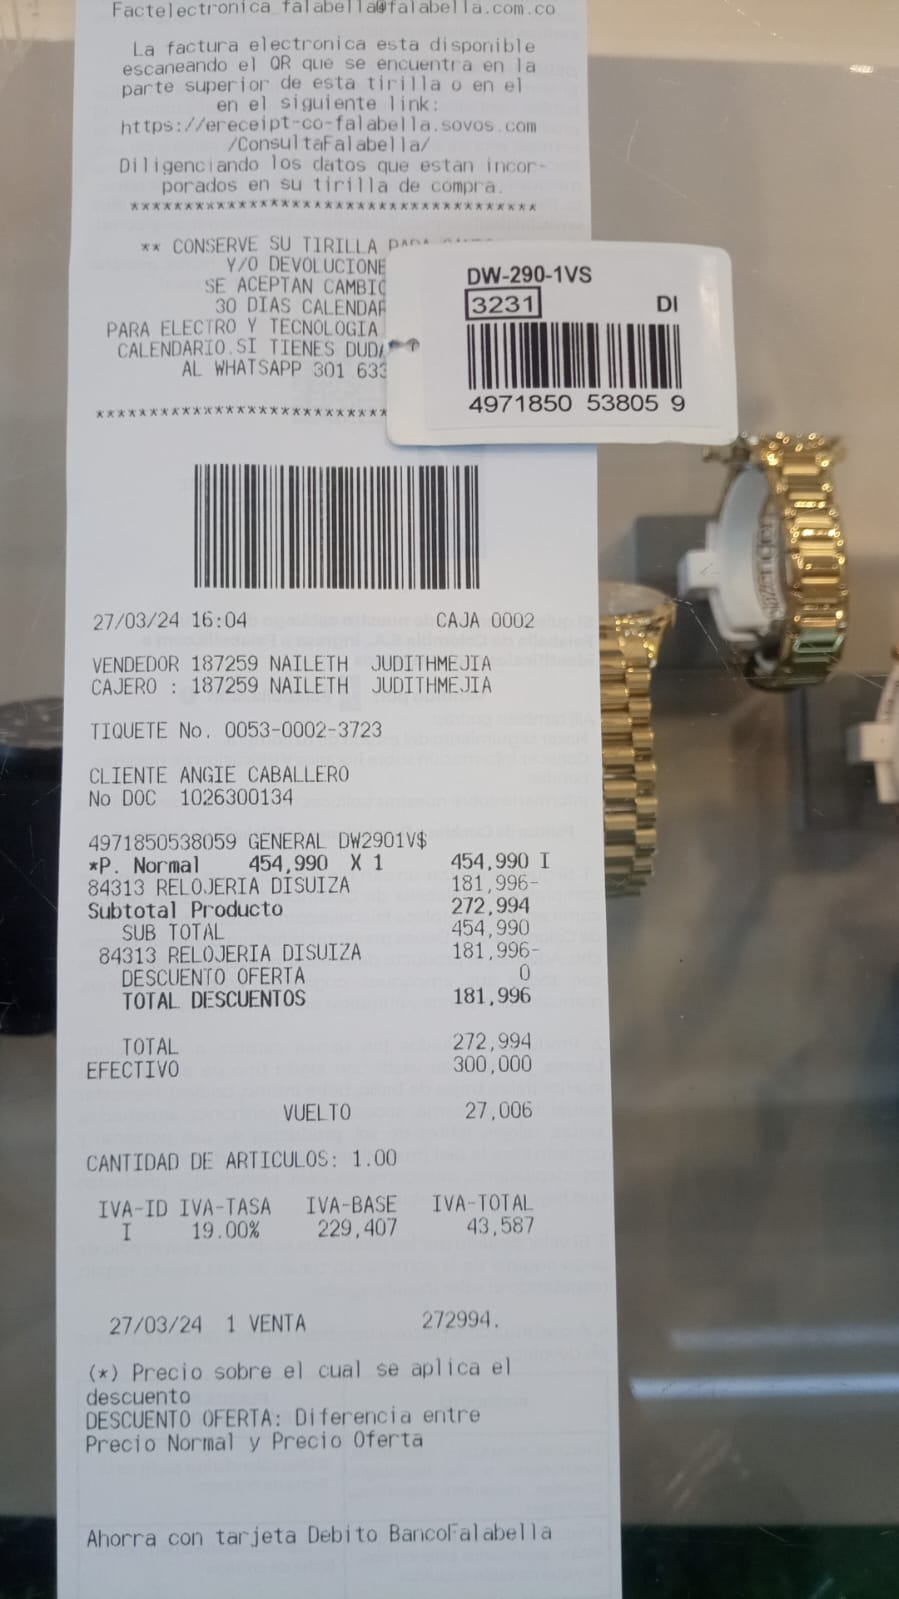 Factelectronica_falabella@falabella.com.co
La factura electronica esta disponible
escaneando el QR que se encuentra en la
parte superior de esta tirilla o en el
en el siguiente link:
https://ereceipt-co-falabella.sovos.com
/ConsultaFalabella/
Diligenciando los datos que estan incor-
porados en su tirilla de compra.
**************************************
** CONSERVE SU TIRILLA PARA
Y/O DEVOLUCIONE
SE ACEPTAN CAMBIO
30 DIAS CALENDAR
PARA ELECTRO Y TECNOLOGIA
CALENDARIO.SI TIENES DUDA
AL WHATSAPP 301 633
***************************
DW-290-1VS
3231 DI
4971850 53805 9
27/03/24 16:04 CAJA 0002
VENDEDOR 187259 NAILETH JUDITHMEJIA
CAJERO : 187259 NAILETH JUDITHMEJIA
TIQUETE No. 0053-0002-3723
CLIENTE ANGIE CABALLERO
No DOC 1026300134
4971850538059 GENERAL DW2901V$
*P. Normal 454,990 X 1 454,990 I
84313 RELOJERIA DISUIZA 181,996-
Subtotal Producto 272,994
SUB TOTAL 454,990
84313 RELOJERIA DISUIZA 181,996-
DESCUENTO OFERTA 0
TOTAL DESCUENTOS 181,996
TOTAL 272,994
EFECTIVO 300,000
VUELTO 27,006
CANTIDAD DE ARTICULOS: 1.00
IVA-ID IVA-TASA IVA-BASE IVA-TOTAL
I 19.00% 229,407 43,587
27/03/24 1 VENTA 272994.
(*) Precio sobre el cual se aplica el
descuento
DESCUENTO OFERTA: Diferencia entre
Precio Normal y Precio Oferta
Ahorra con tarjeta Debito BancoFalabella